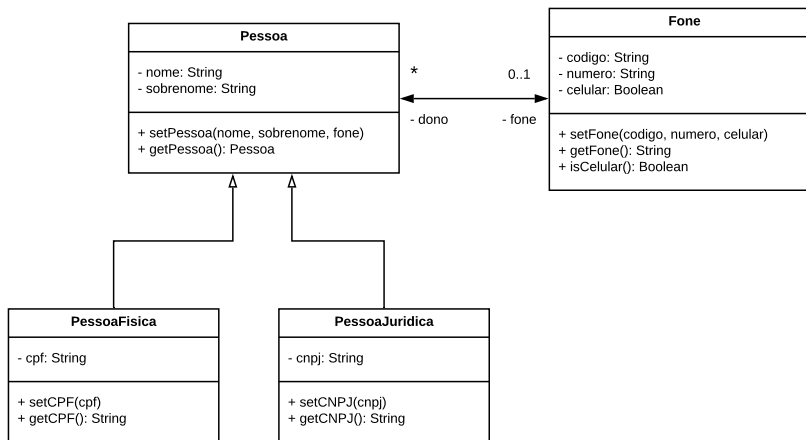 Pessoa
- nome: String
- sobrenome: String
+ setPessoa(nome, sobrenome, fone)
+ getPessoa(): Pessoa
*
0..1
- dono
- fone
Fone
- codigo: String
- numero: String
- celular: Boolean
+ setFone(codigo, numero, celular)
+ getFone(): String
+ isCelular(): Boolean
PessoaFisica
- cpf: String
+ setCPF(cpf)
+ getCPF(): String
PessoaJuridica
- cnpj: String
+ setCNPJ(cnpj)
+ getCNPJ(): String